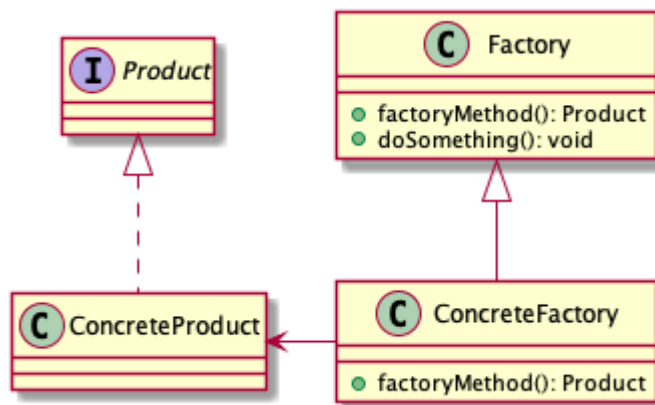 I Product
C Factory
factoryMethod(): Product
doSomething(): void
C ConcreteProduct
C ConcreteFactory
factoryMethod(): Product